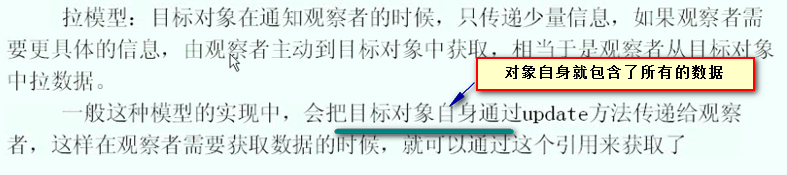 拉模型：目标对象在通知观察者的时候，只传递少量信息，如果观察者需
要更具体的信息，由观察者主动到目标对象中获取，相当于是观察者从目标对象
中拉数据。
对象自身就包含了所有的数据
一般这种模型的实现中，会把目标对象自身通过update方法传递给观察
者，这样在观察者需要获取数据的时候，就可以通过这个引用来获取了